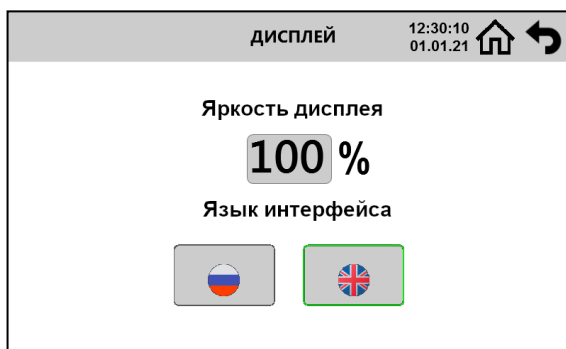 ДИСПЛЕЙ
12:30:10
01.01.21
Яркость дисплея
100 %
Язык интерфейса